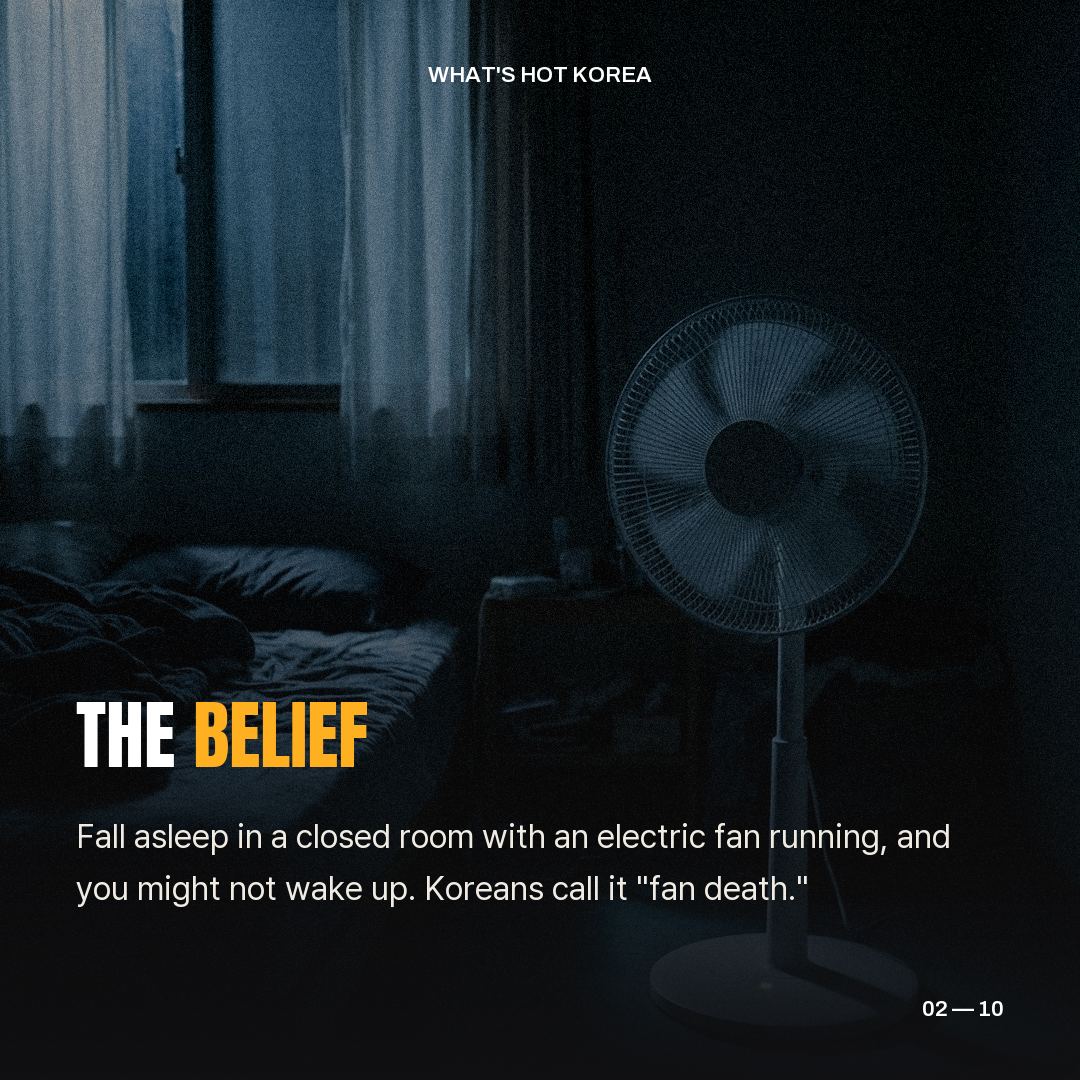 WHAT'S HOT KOREA
THE BELIEF
Fall asleep in a closed room with an electric fan running, and
you might not wake up. Koreans call it "fan death."
02 — 10